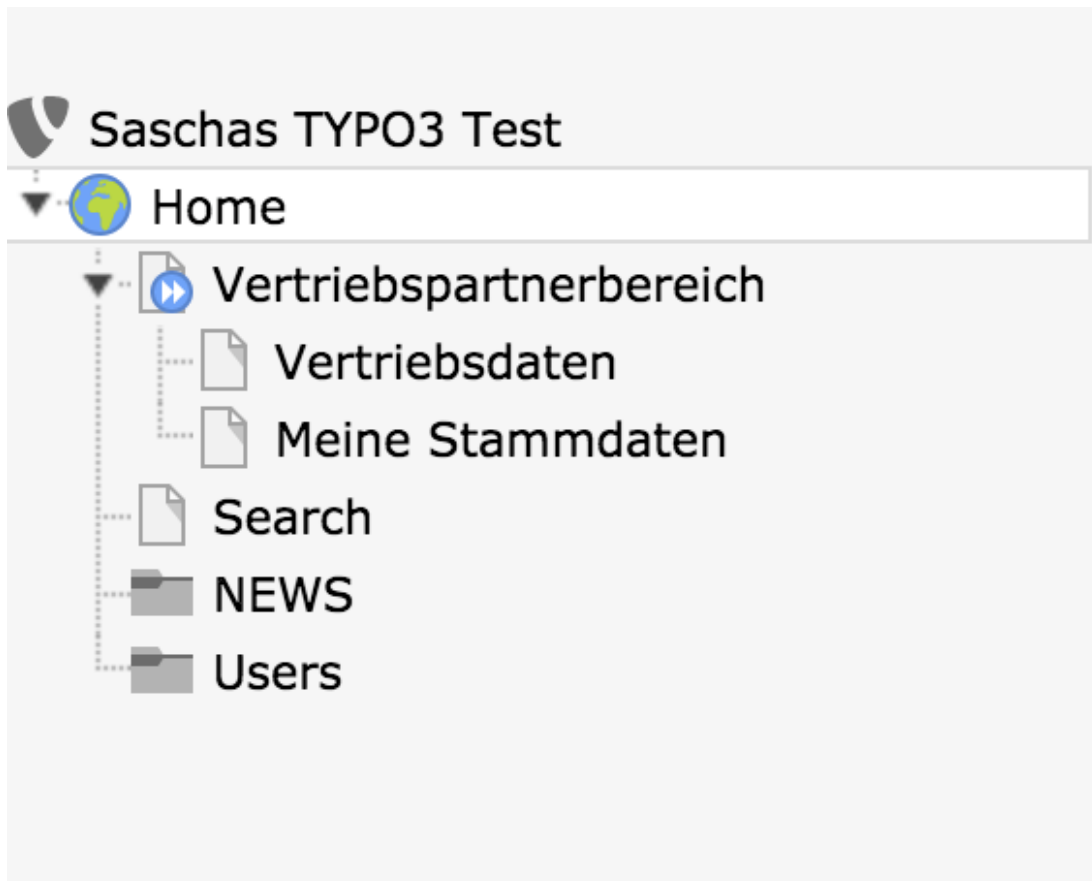 Saschas TYPO3 Test
Home
Vertriebspartnerbereich
Vertriebsdaten
Meine Stammdaten
Search
NEWS
Users